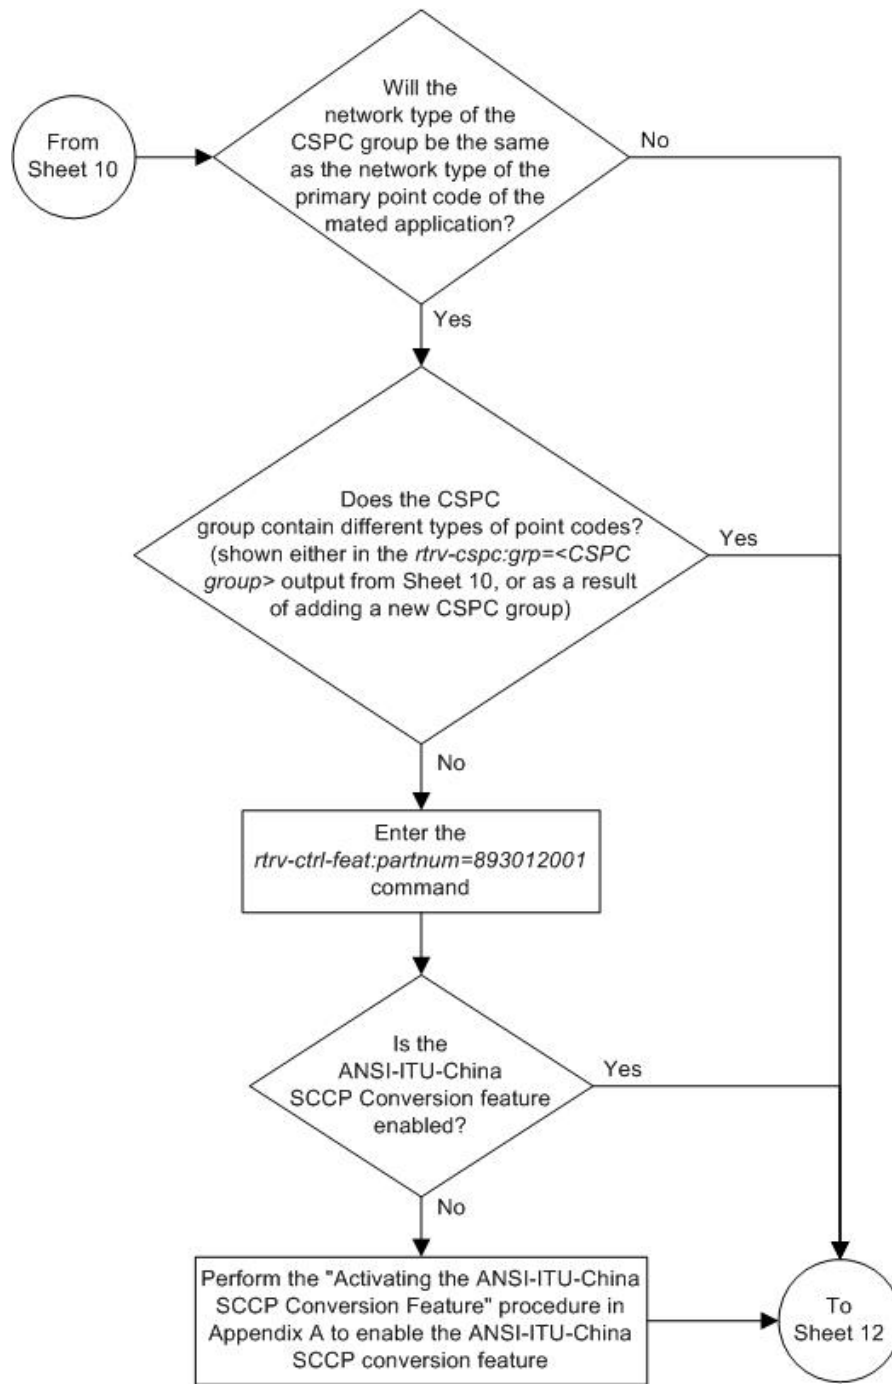 Will the
network type of the
CSPC group be the same
as the network type of the
primary point code of the
mated application?
From
Sheet 10
No
Yes
Does the CSPC
group contain different types of point codes?
(shown either in the rtrv-cspc:grp=<CSPC
group> output from Sheet 10, or as a result
of adding a new CSPC group)
Yes
No
Enter the
rtrv-ctrl-feat:partnum=893012001
command
Is the
ANSI-ITU-China
SCCP Conversion feature
enabled?
Yes
No
Perform the "Activating the ANSI-ITU-China
SCCP Conversion Feature" procedure in
Appendix A to enable the ANSI-ITU-China
SCCP conversion feature
To
Sheet 12